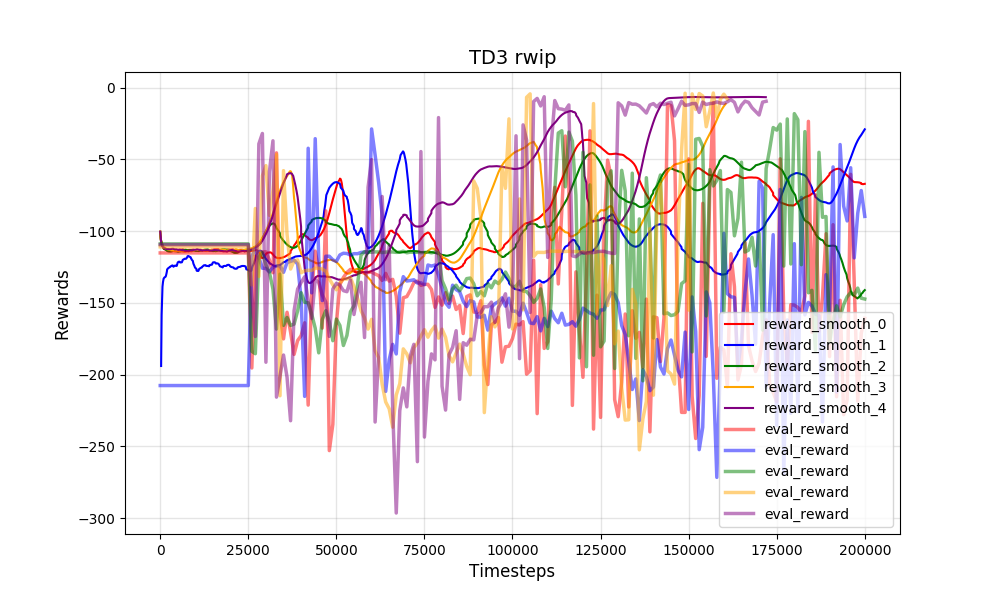 TD3 rwip
Rewards
0
−50
−100
−150
−200
−250
−300
0 25000 50000 75000 100000 125000 150000 175000 200000
Timesteps
reward_smooth_0
reward_smooth_1
reward_smooth_2
reward_smooth_3
reward_smooth_4
eval_reward
eval_reward
eval_reward
eval_reward
eval_reward